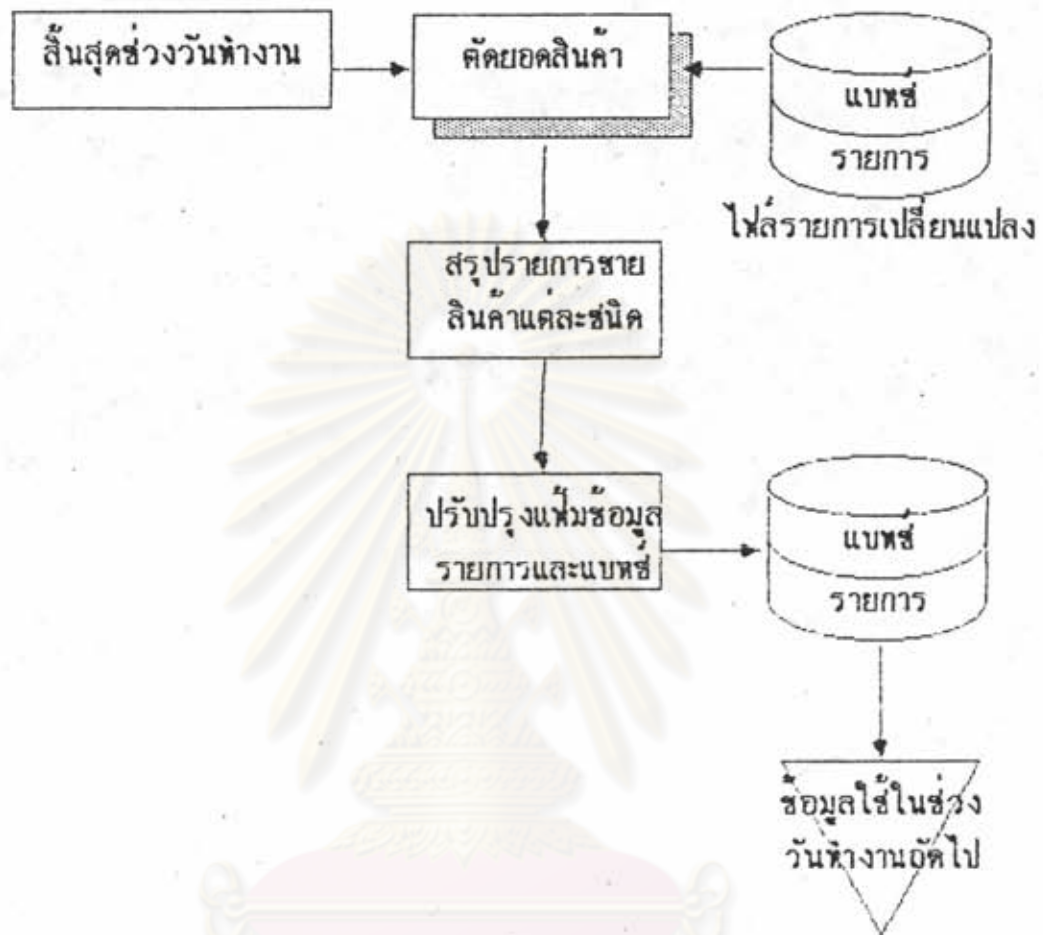 สิ้นสุดช่วงวันทำงาน
ตัดยอดสินค้า
แบทช์
รายการ
ไฟล์รายการเปลี่ยนแปลง
สรุปรายการขาย
สินค้าแต่ละชนิด
ปรับปรุงแฟ้มข้อมูล
รายการและแบทช์
แบทช์
รายการ
ข้อมูลใช้ในช่วง
วันทำงานถัดไป